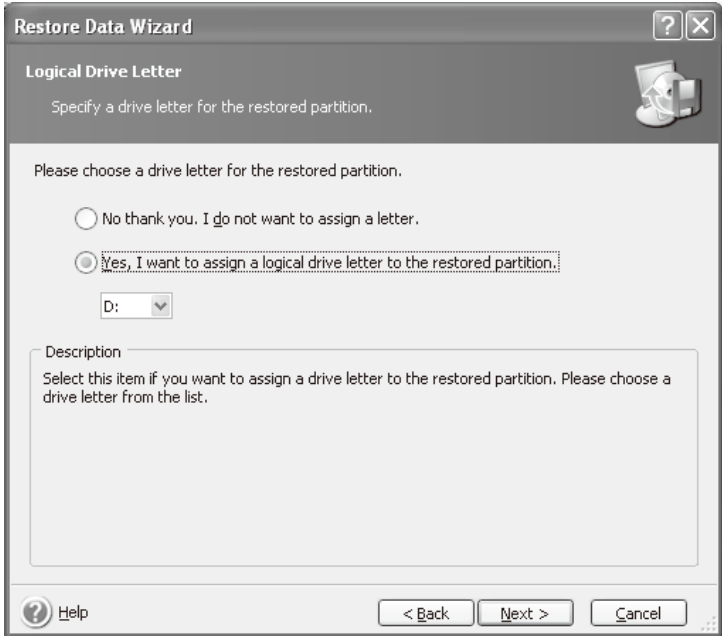 Restore Data Wizard
Logical Drive Letter
Specify a drive letter for the restored partition.
Please choose a drive letter for the restored partition.
No thank you. I do not want to assign a letter.
Yes, I want to assign a logical drive letter to the restored partition.
D:
Description
Select this item if you want to assign a drive letter to the restored partition. Please choose a
drive letter from the list.
Help
< Back
Next >
Cancel